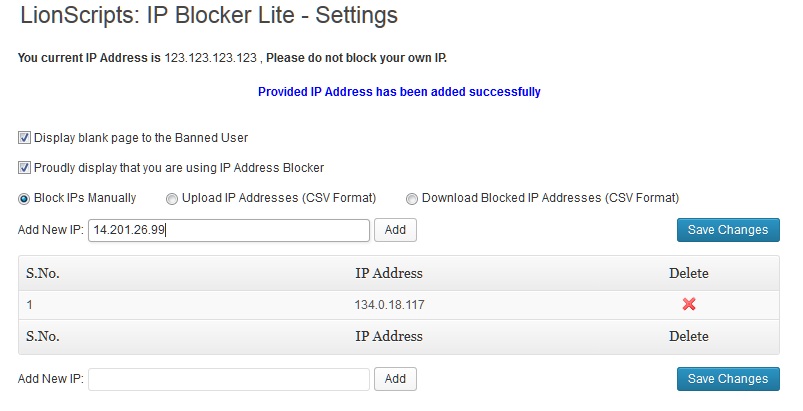 LionScripts: IP Blocker Lite - Settings
You current IP Address is 123.123.123.123 , Please do not block your own IP.
Provided IP Address has been added successfully
Display blank page to the Banned User
Proudly display that you are using IP Address Blocker
Block IPs Manually Upload IP Addresses (CSV Format) Download Blocked IP Addresses (CSV Format)
Add New IP: 14.201.26.99 Add Save Changes
S.No. IP Address Delete
1 134.0.18.117
S.No. IP Address Delete
Add New IP: Add Save Changes